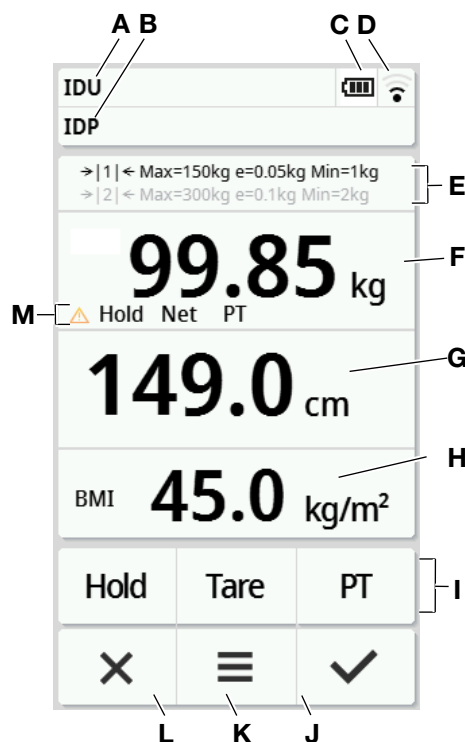 A B C D
IDU
IDP
→|1|← Max=150kg e=0.05kg Min=1kg
→|2|← Max=300kg e=0.1kg Min=2kg
E
99.85 kg
F
M
⚠ Hold Net PT
149.0 cm
G
BMI 45.0 kg/m²
H
Hold Tare PT
I
L K J